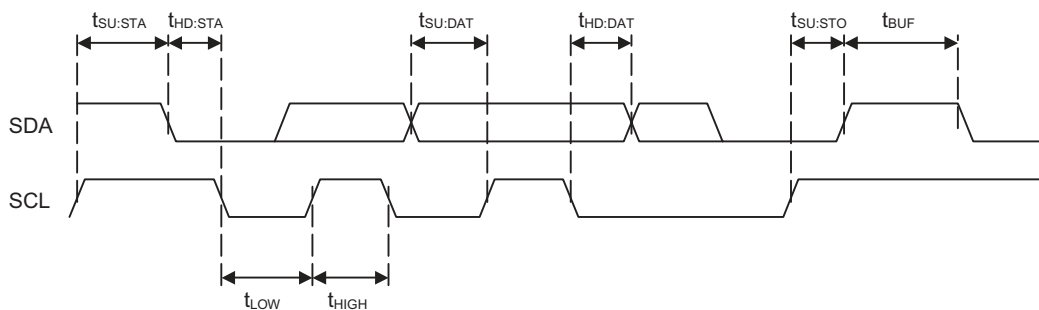 tSU:STA tHD:STA tSU:DAT tHD:DAT tSU:STO tBUF
SDA
SCL
tLOW tHIGH